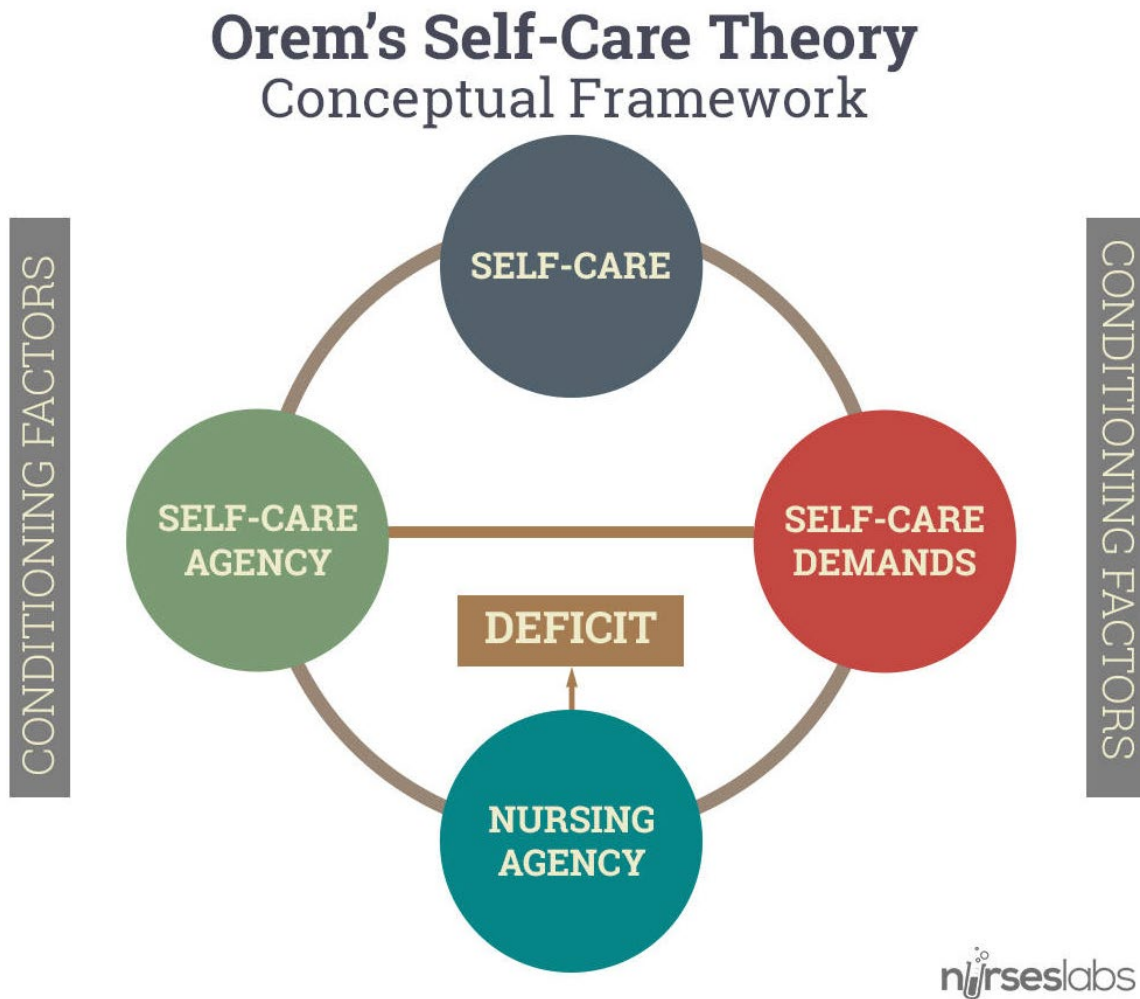 Orem's Self-Care Theory
Conceptual Framework
CONDITIONING FACTORS
SELF-CARE
CONDITIONING FACTORS
SELF-CARE
AGENCY
SELF-CARE
DEMANDS
DEFICIT
NURSING
AGENCY
nurseslabs